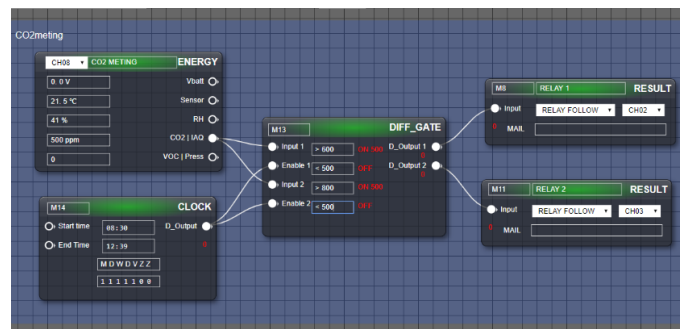 CO2meting
CH08 CO2 METING ENERGY
0.0V Vbatt
21.5 ℃ Sensor
41 % RH
500 ppm CO2 | IAQ
0 VOC | Press
M14 CLOCK
Start time 08:30 D_Output
End Time 12:39 0
M D W D V Z Z
1 1 1 1 1 0 0
M13 DIFF_GATE
Input 1 > 600 ON 500 D_Output 1
0
Enable 1 < 500 OFF D_Output 2
0
Input 2 > 800 ON 500
Enable 2 < 500 OFF
M8 RELAY 1 RESULT
Input RELAY FOLLOW CH02
0 MAIL
M11 RELAY 2 RESULT
Input RELAY FOLLOW CH03
0 MAIL